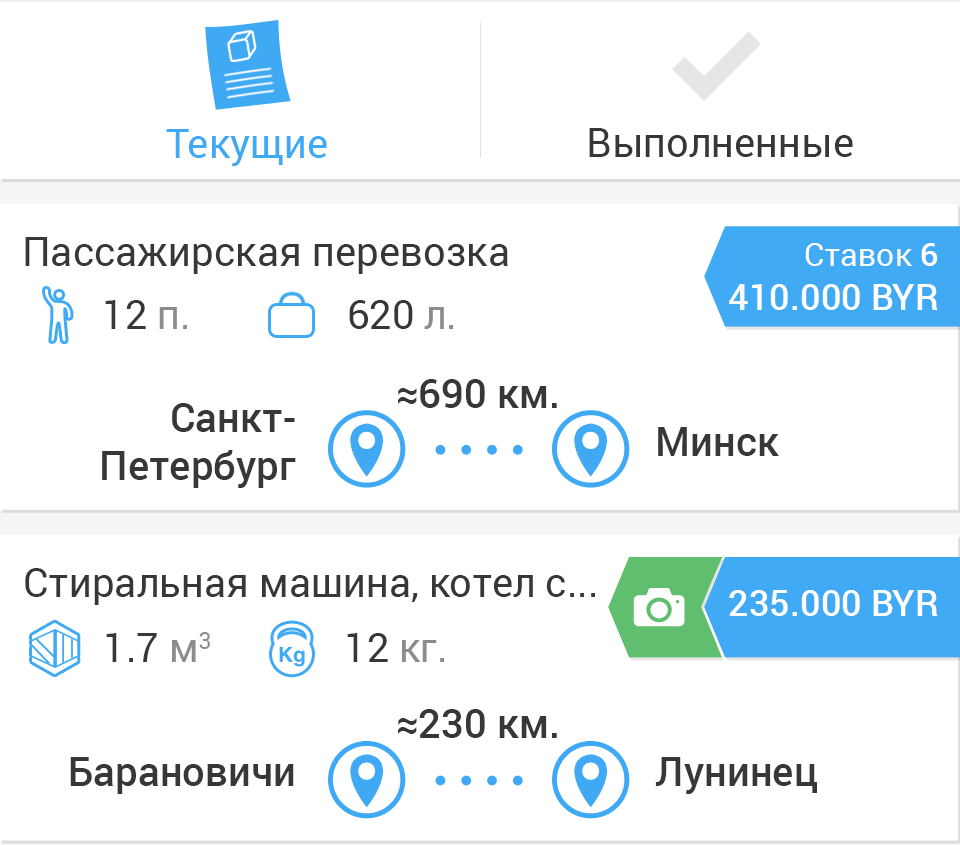 Текущие
Выполненные
Пассажирская перевозка
Ставок 6
410.000 BYR
12 п.
620 л.
≈690 км.
Санкт-
Петербург
Минск
Стиральная машина, котел с...
235.000 BYR
1.7 м³
Kg
12 кг.
≈230 км.
Барановичи
Лунинец